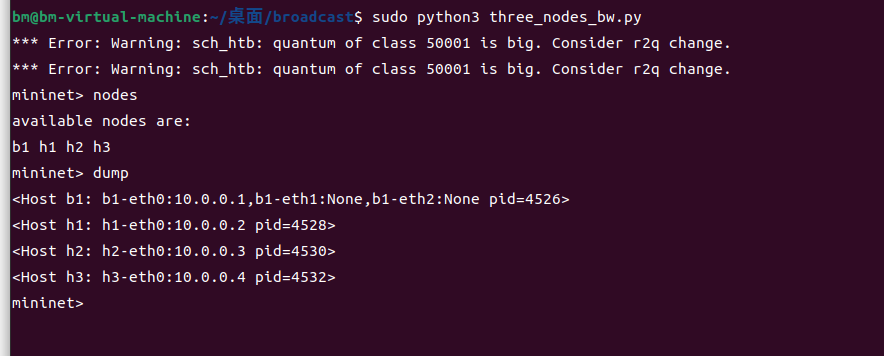 bm@bm-virtual-machine:~/桌面/broadcast$ sudo python3 three_nodes_bw.py
*** Error: Warning: sch_htb: quantum of class 50001 is big. Consider r2q change.
*** Error: Warning: sch_htb: quantum of class 50001 is big. Consider r2q change.
mininet> nodes
available nodes are:
b1 h1 h2 h3
mininet> dump
<Host b1: b1-eth0:10.0.0.1,b1-eth1:None,b1-eth2:None pid=4526>
<Host h1: h1-eth0:10.0.0.2 pid=4528>
<Host h2: h2-eth0:10.0.0.3 pid=4530>
<Host h3: h3-eth0:10.0.0.4 pid=4532>
mininet>